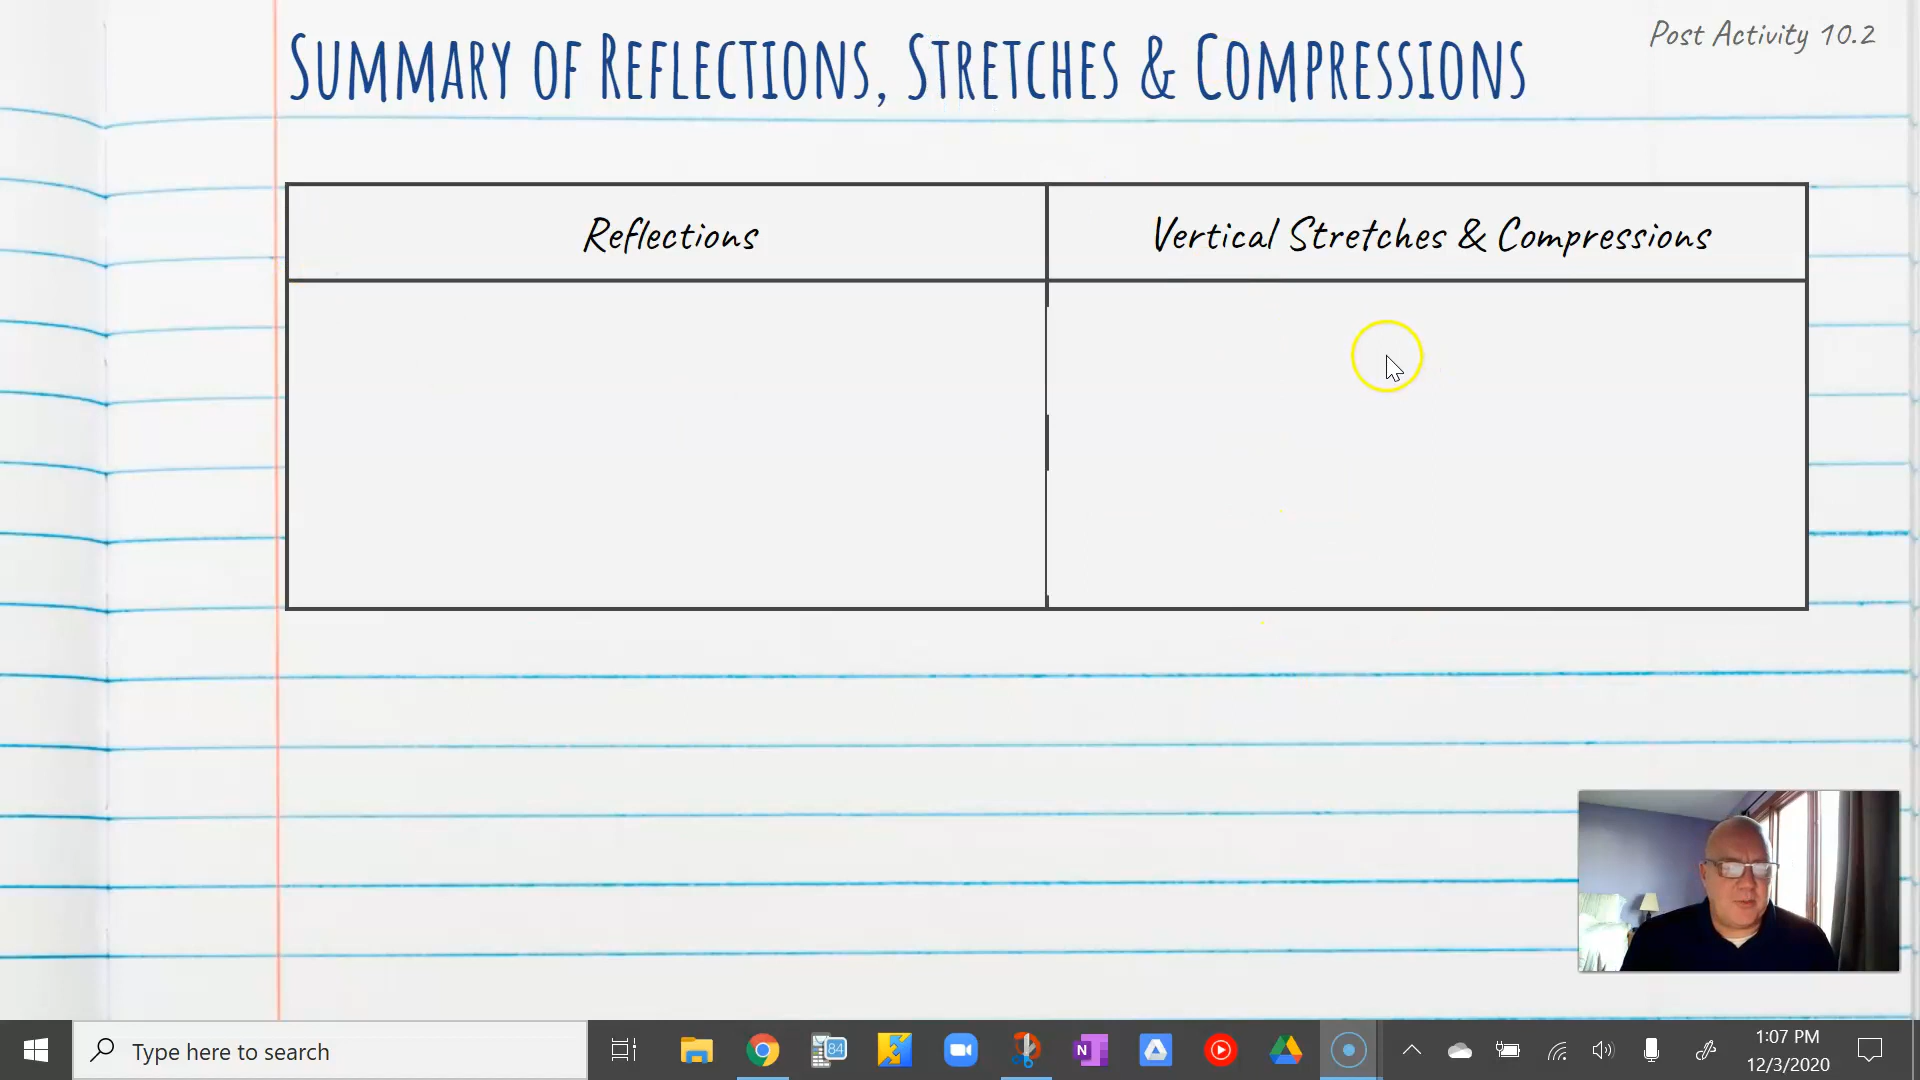 Post Activity 10.2
SUMMARY OF REFLECTIONS, STRETCHES & COMPRESSIONS
Reflections
Vertical Stretches & Compressions
Type here to search
84
N
1:07 PM
12/3/2020